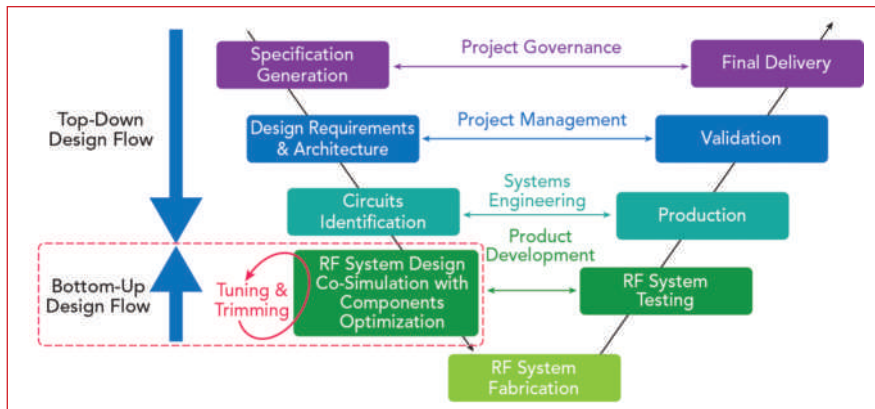 Specification
Generation
Project Governance
Final Delivery
Top-Down
Design Flow
Design Requirements
& Architecture
Project Management
Validation
Circuits
Identification
Systems
Engineering
Production
Bottom-Up
Design Flow
Tuning &
Trimming
RF System Design
Co-Simulation with
Components
Optimization
Product
Development
RF System
Testing
RF System
Fabrication